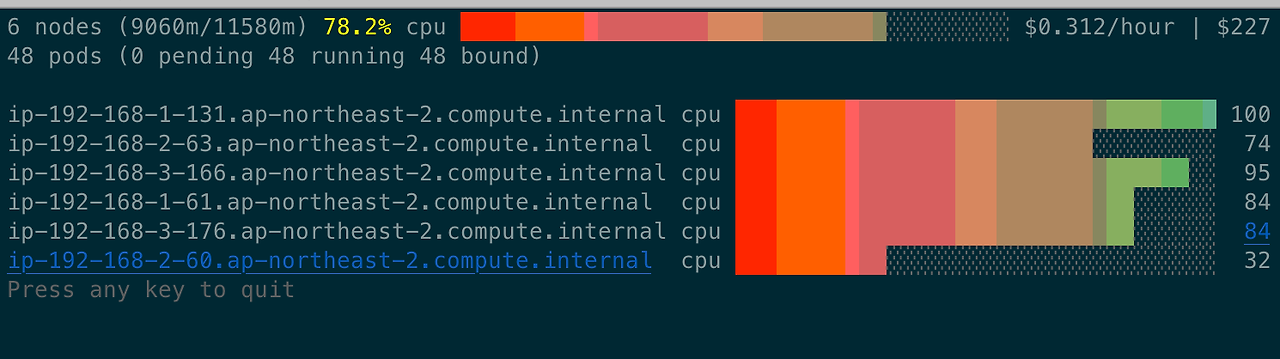 6 nodes (9060m/11580m) 78.2% cpu $0.312/hour | $227
48 pods (0 pending 48 running 48 bound)
ip-192-168-1-131.ap-northeast-2.compute.internal cpu 100
ip-192-168-2-63.ap-northeast-2.compute.internal cpu 74
ip-192-168-3-166.ap-northeast-2.compute.internal cpu 95
ip-192-168-1-61.ap-northeast-2.compute.internal cpu 84
ip-192-168-3-176.ap-northeast-2.compute.internal cpu 84
ip-192-168-2-60.ap-northeast-2.compute.internal cpu 32
Press any key to quit